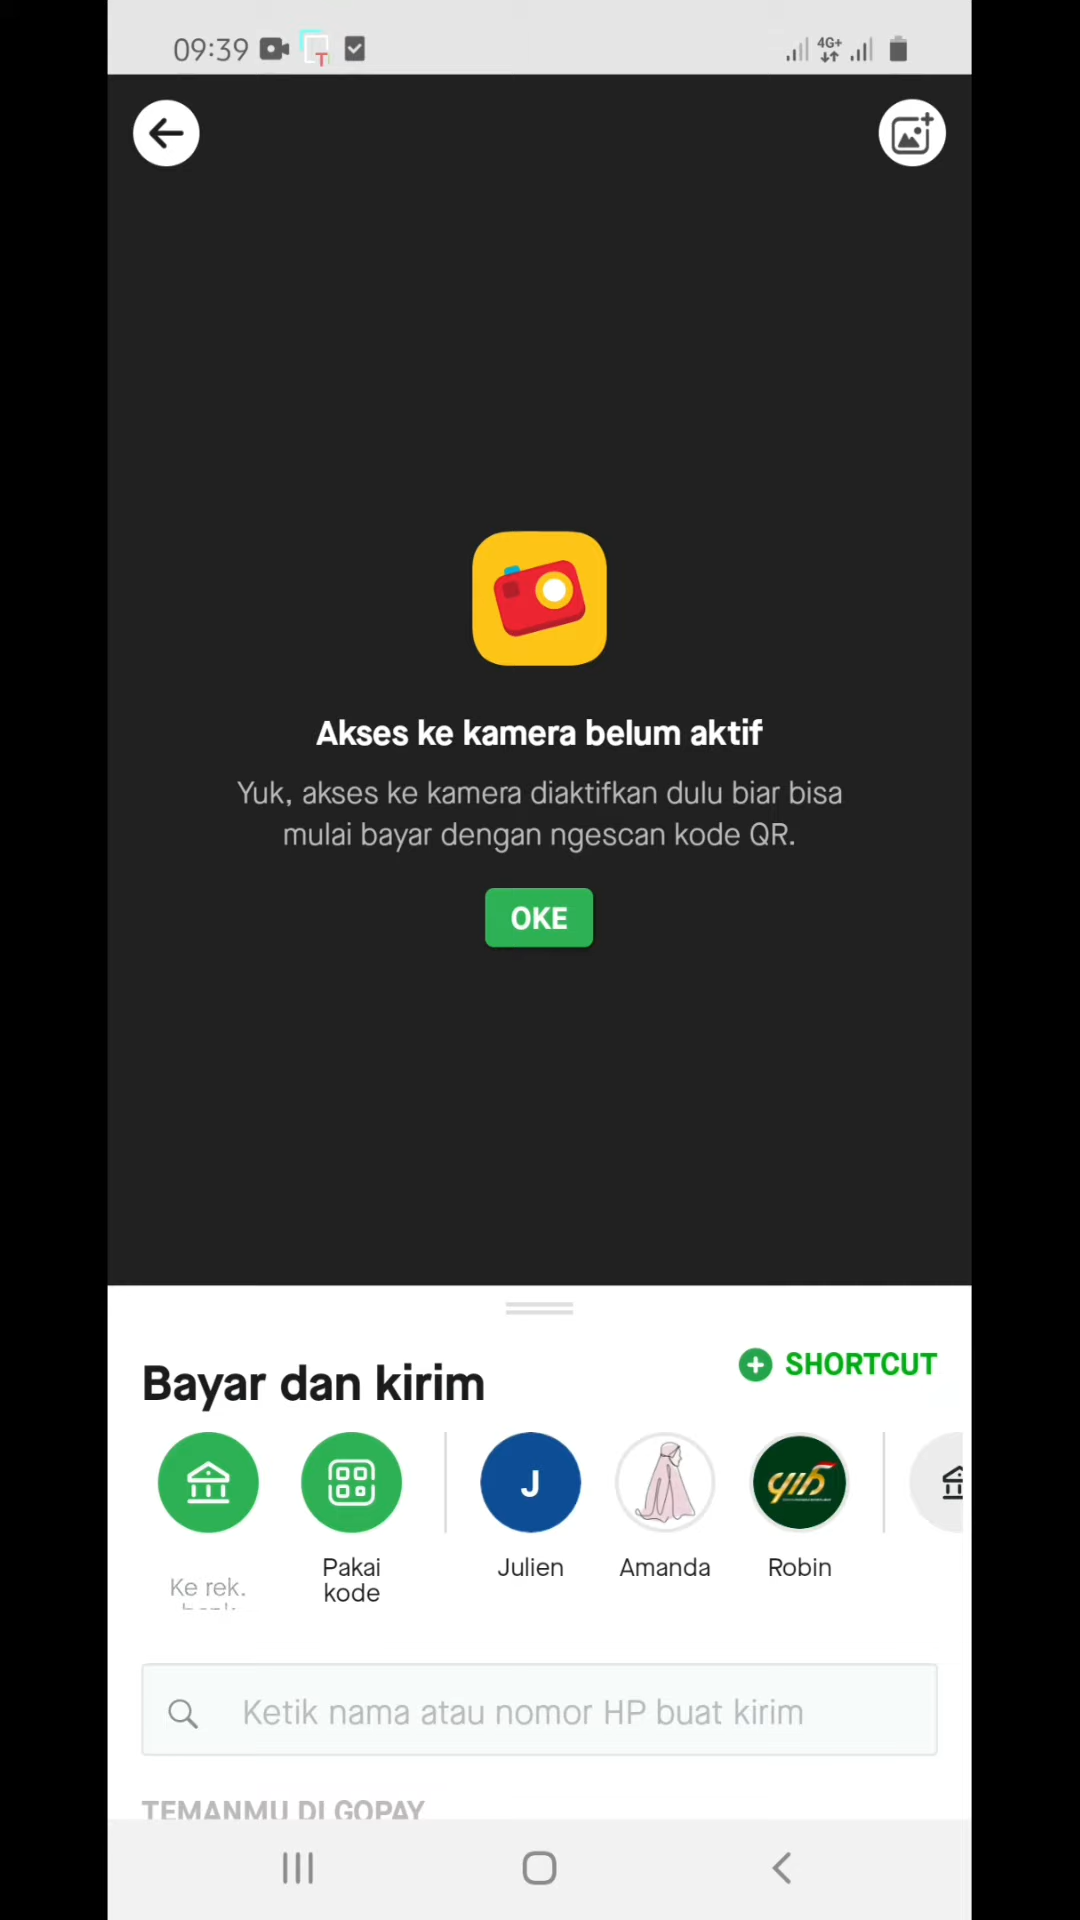 09:39
4G+
Akses ke kamera belum aktif
Yuk, akses ke kamera diaktifkan dulu biar bisa
mulai bayar dengan ngescan kode QR.
OKE
Bayar dan kirim
SHORTCUT
J
Ke rek.
Pakai
kode
Julien
Amanda
Robin
Ketik nama atau nomor HP buat kirim
TEMANMU DI GOPAY